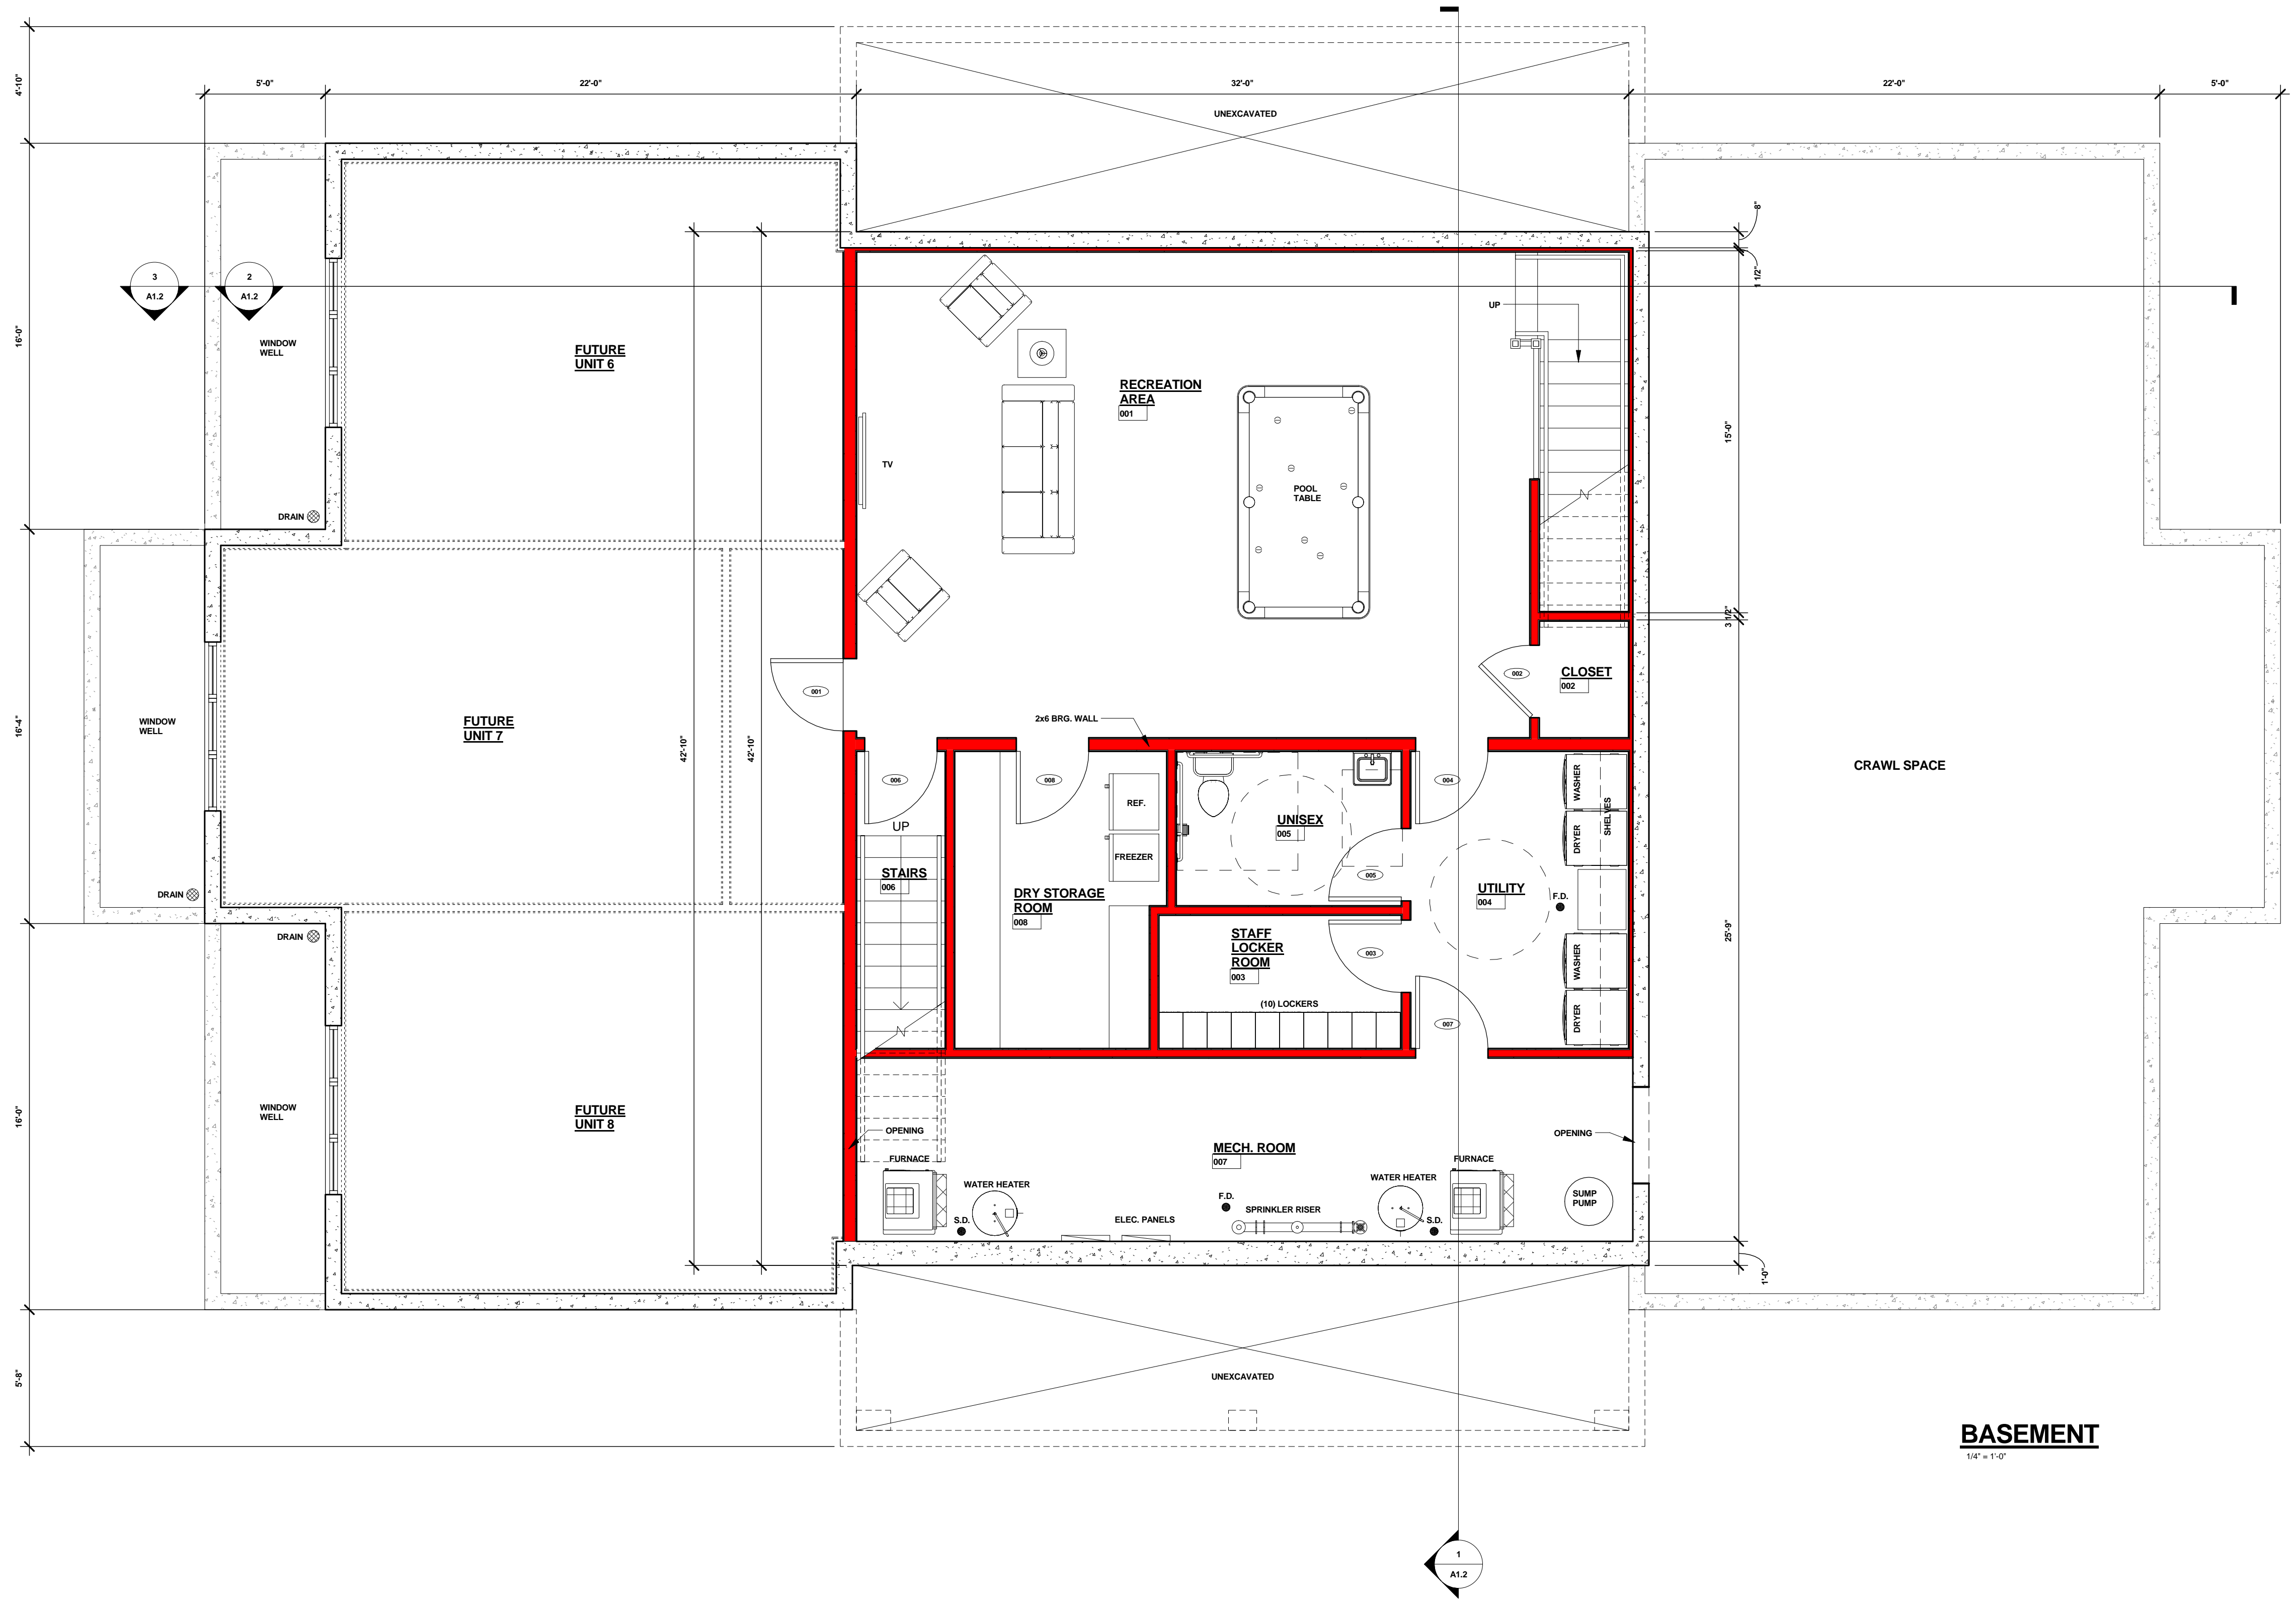 4'-10"
5'-0"
22'-0"
32'-0"
22'-0"
5'-0"
UNEXCAVATED
8"
1 1/2"
3
A1.2
2
A1.2
16'-0"
WINDOW
WELL
FUTURE
UNIT 6
UP
RECREATION
AREA
001
TV
POOL
TABLE
15'-0"
DRAIN
3 1/2"
16'-4"
WINDOW
WELL
FUTURE
UNIT 7
42'-10"
42'-10"
001
2x6 BRG. WALL
002
CLOSET
002
CRAWL SPACE
006
008
REF.
FREEZER
UNISEX
005
004
WASHER
DRYER
SHELVES
UP
STAIRS
006
DRY STORAGE
ROOM
008
005
UTILITY
004
F.D.
DRAIN
DRAIN
STAFF
LOCKER
ROOM
003
003
(10) LOCKERS
007
WASHER
DRYER
25'-9"
16'-0"
WINDOW
WELL
FUTURE
UNIT 8
OPENING
FURNACE
WATER HEATER
S.D.
ELEC. PANELS
MECH. ROOM
007
F.D.
SPRINKLER RISER
WATER HEATER
S.D.
FURNACE
OPENING
SUMP
PUMP
1'-0"
5'-8"
UNEXCAVATED
BASEMENT
1/4" = 1'-0"
1
A1.2